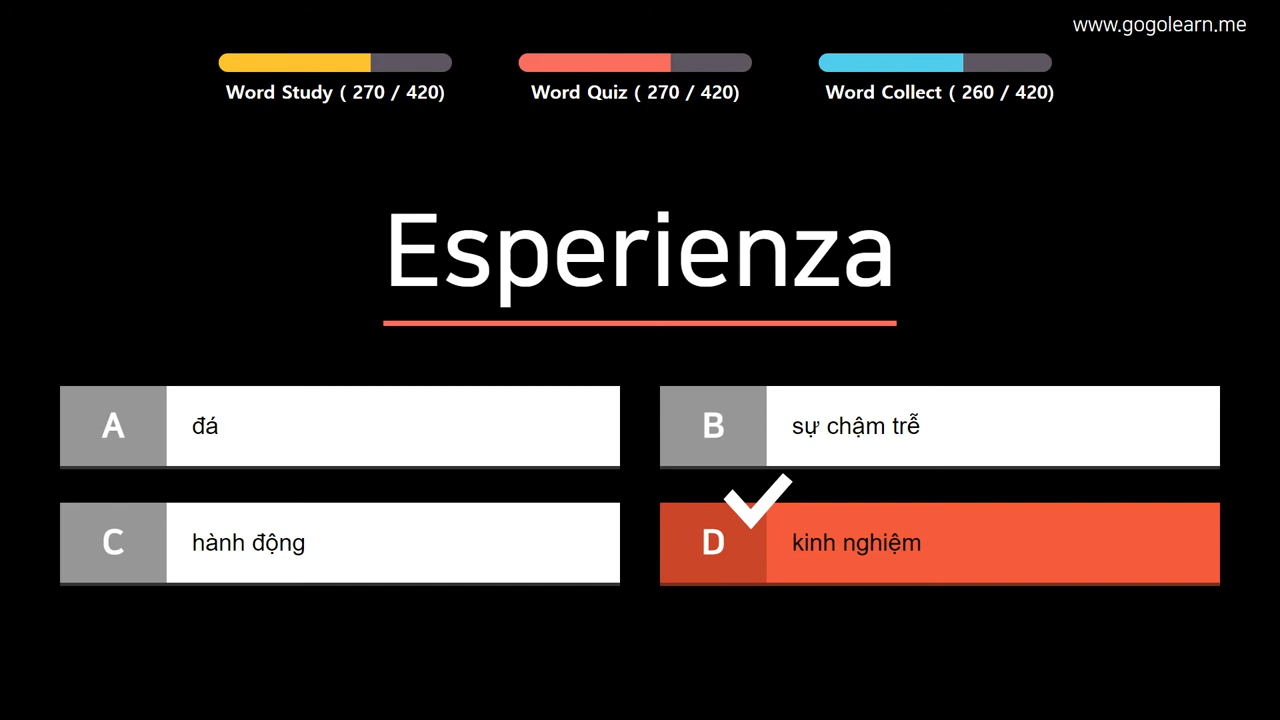 www.gogolearn.me
Word Study ( 270 / 420)
Word Quiz ( 270 / 420)
Word Collect ( 260 / 420)
Esperienza
A
đá
B
sự chậm trễ
C
hành động
D
kinh nghiệm